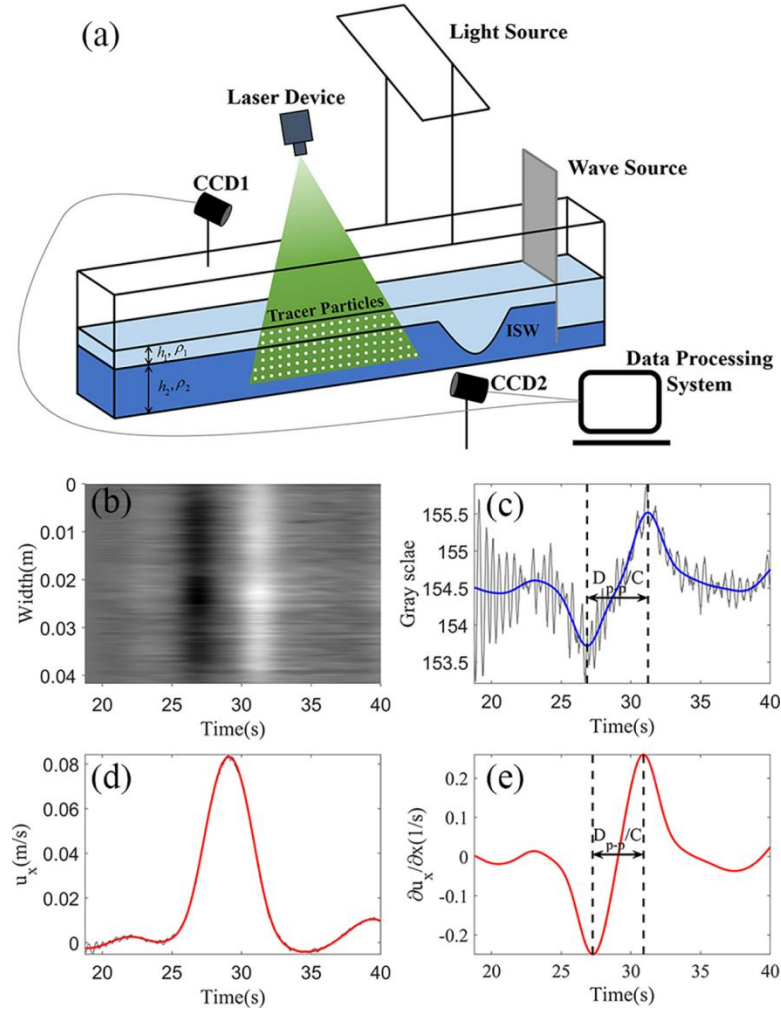 (a)
Light Source
Laser Device
CCD1
Wave Source
Tracer Particles
ISW
h₁, ρ₁
h₂, ρ₂
CCD2
Data Processing
System
(b)
0
0.01
0.02
0.03
0.04
Width(m)
20 25 30 35 40
Time(s)
(c)
155.5
155
154.5
154
153.5
Gray sclae
D_p-p/C
20 25 30 35 40
Time(s)
(d)
0.08
0.06
0.04
0.02
0
u_x(m/s)
20 25 30 35 40
Time(s)
(e)
0.2
0.1
0
-0.1
-0.2
∂u_x/∂x(1/s)
D_p-p/C
20 25 30 35 40
Time(s)